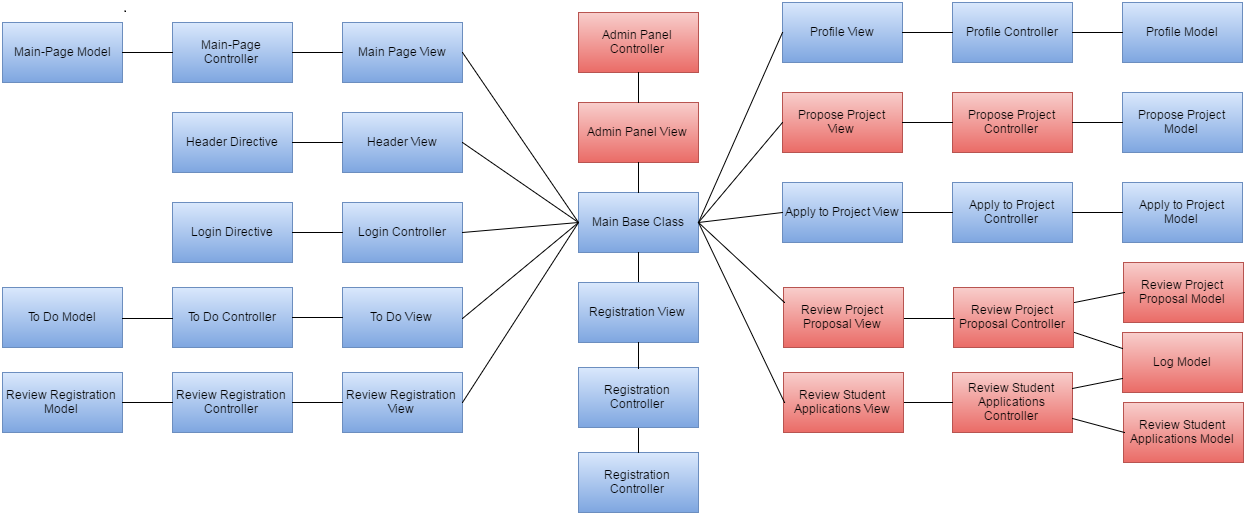 Main-Page Model
Main-Page
Controller
Main Page View
Header Directive
Header View
Login Directive
Login Controller
To Do Model
To Do Controller
To Do View
Review Registration
Model
Review Registration
Controller
Review Registration
View
Admin Panel
Controller
Admin Panel View
Main Base Class
Registration View
Registration
Controller
Registration
Controller
Profile View
Profile Controller
Profile Model
Propose Project
View
Propose Project
Controller
Propose Project
Model
Apply to Project View
Apply to Project
Controller
Apply to Project
Model
Review Project
Proposal View
Review Project
Proposal Controller
Review Project
Proposal Model
Log Model
Review Student
Applications View
Review Student
Applications
Controller
Review Student
Applications Model